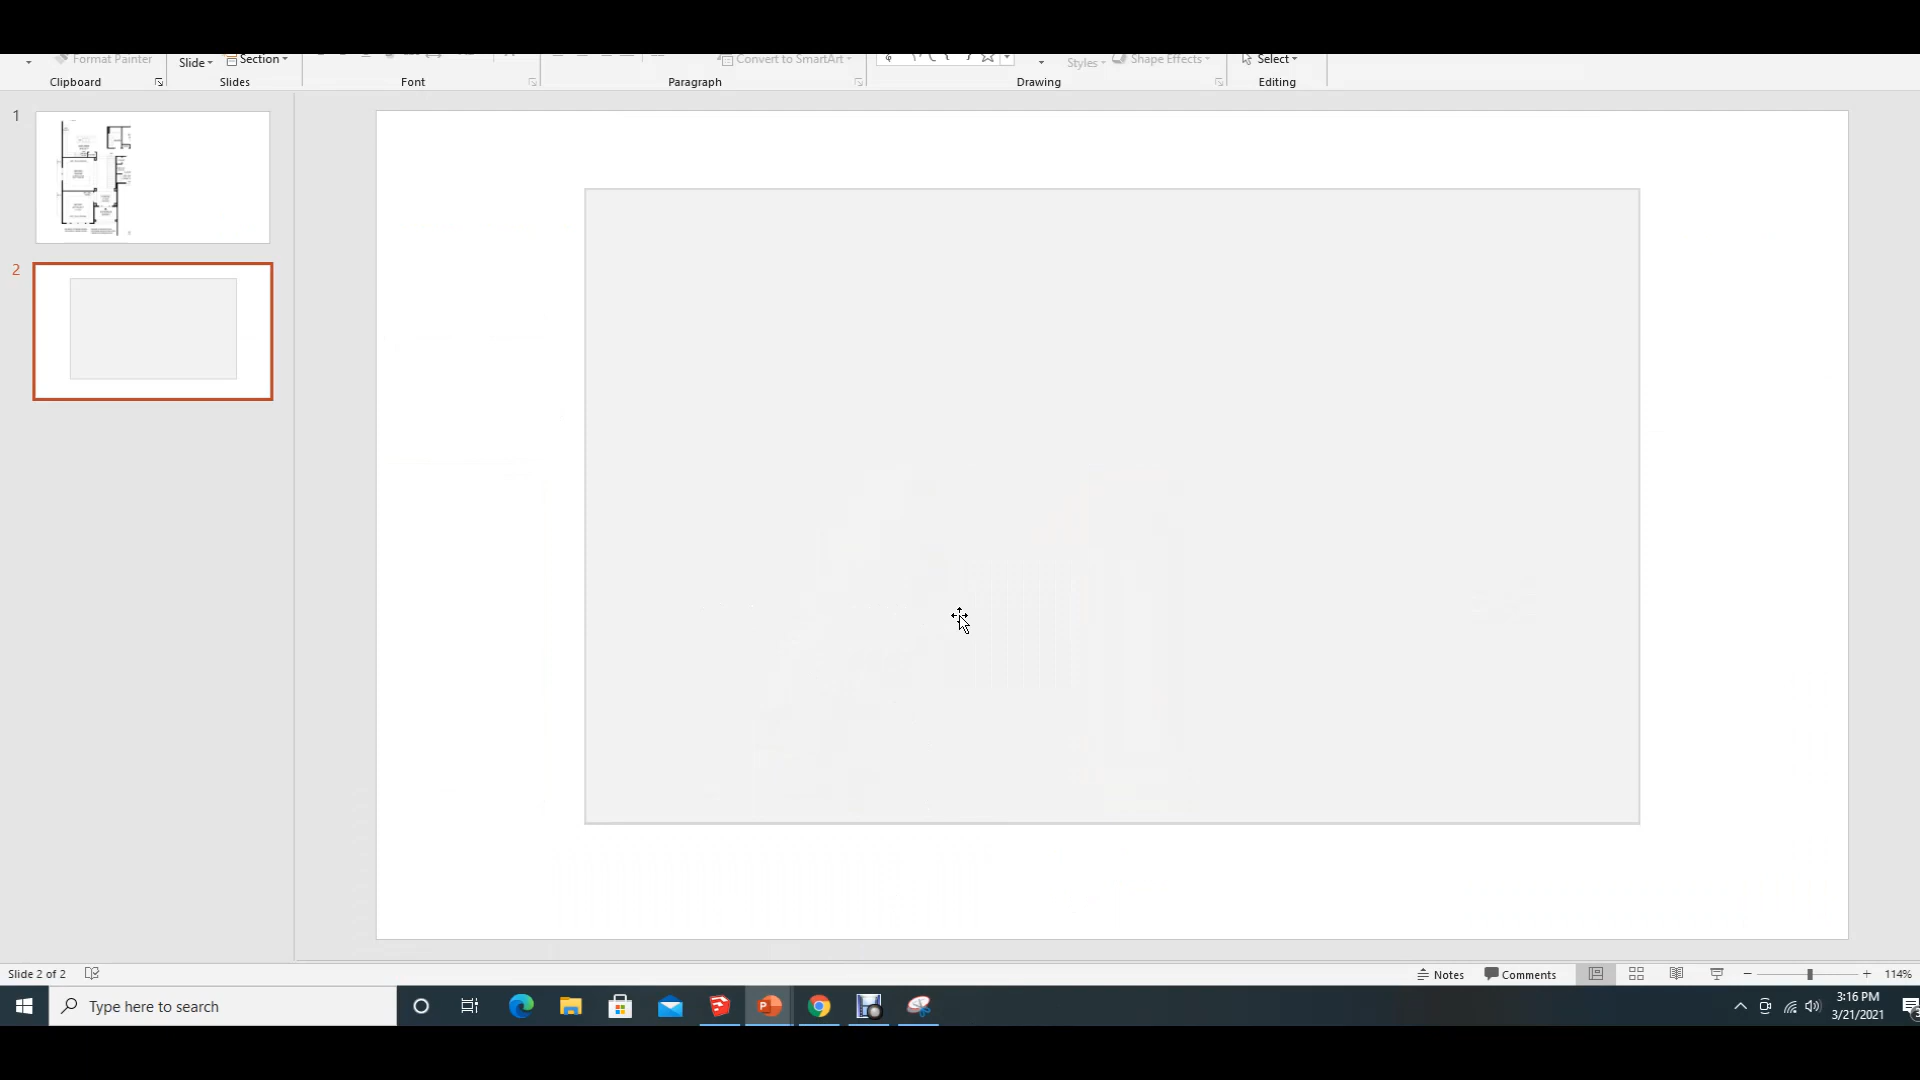 Format Painter
Slide
Section
Convert to SmartArt
Styles
Shape Effects
Select
Clipboard
Slides
Font
Paragraph
Drawing
Editing
1
2
Slide 2 of 2
Notes
Comments
114%
Type here to search
3:16 PM
3/21/2021